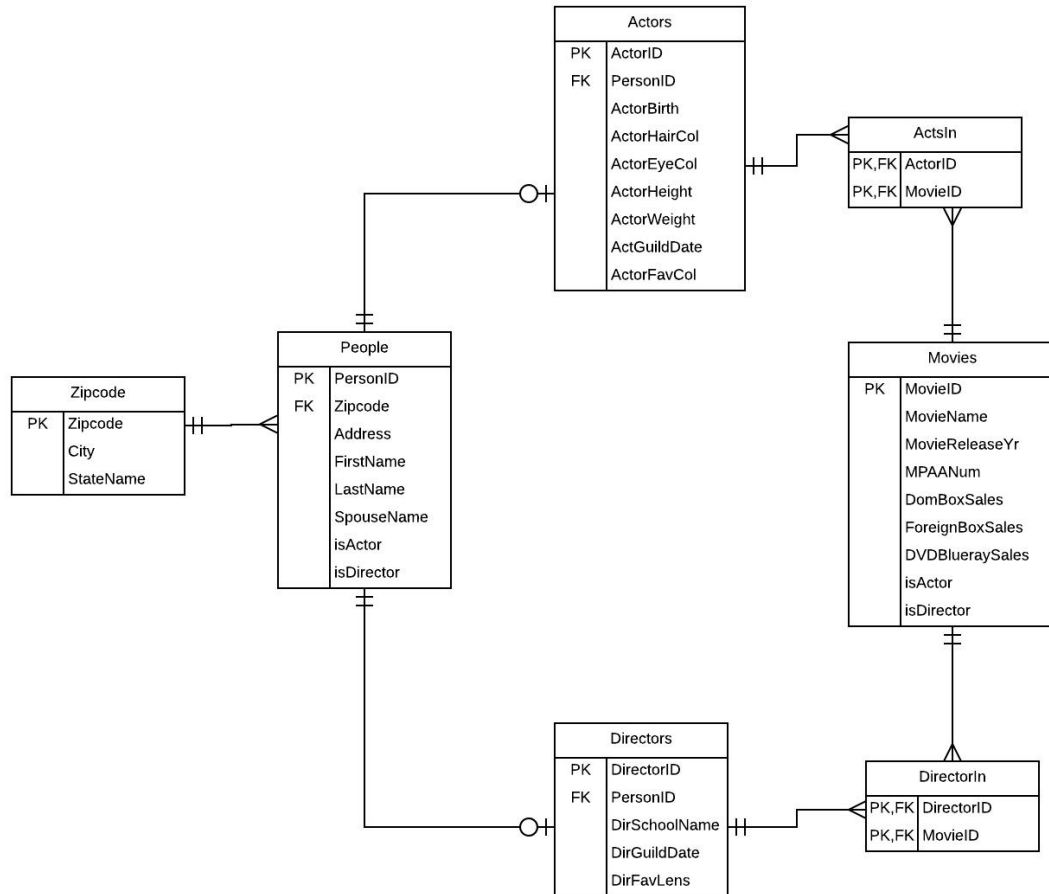 Actors
PK ActorID
FK PersonID
ActorBirth
ActorHairCol
ActorEyeCol
ActorHeight
ActorWeight
ActGuildDate
ActorFavCol
ActsIn
PK,FK ActorID
PK,FK MovieID
People
PK PersonID
FK Zipcode
Address
FirstName
LastName
SpouseName
isActor
isDirector
Zipcode
PK Zipcode
City
StateName
Movies
PK MovieID
MovieName
MovieReleaseYr
MPAANum
DomBoxSales
ForeignBoxSales
DVDBlueraySales
isActor
isDirector
Directors
PK DirectorID
FK PersonID
DirSchoolName
DirGuildDate
DirFavLens
DirectorIn
PK,FK DirectorID
PK,FK MovieID